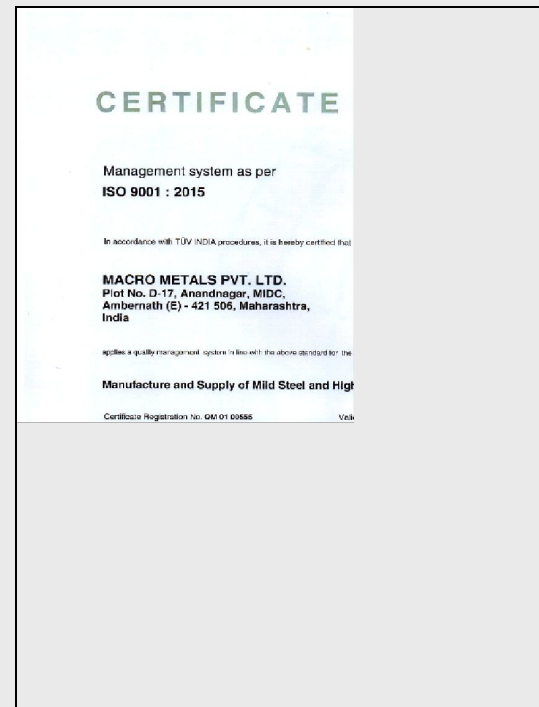 CERTIFICATE
Management system as per
ISO 9001 : 2015
In accordance with TÜV INDIA procedures, it is hereby certified that
MACRO METALS PVT. LTD.
Plot No. D-17, Anandnagar, MIDC,
Ambernath (E) - 421 506, Maharashtra,
India
applies a quality management system in line with the above standard for the
Manufacture and Supply of Mild Steel and High
Certificate Registration No. QM 01 00555